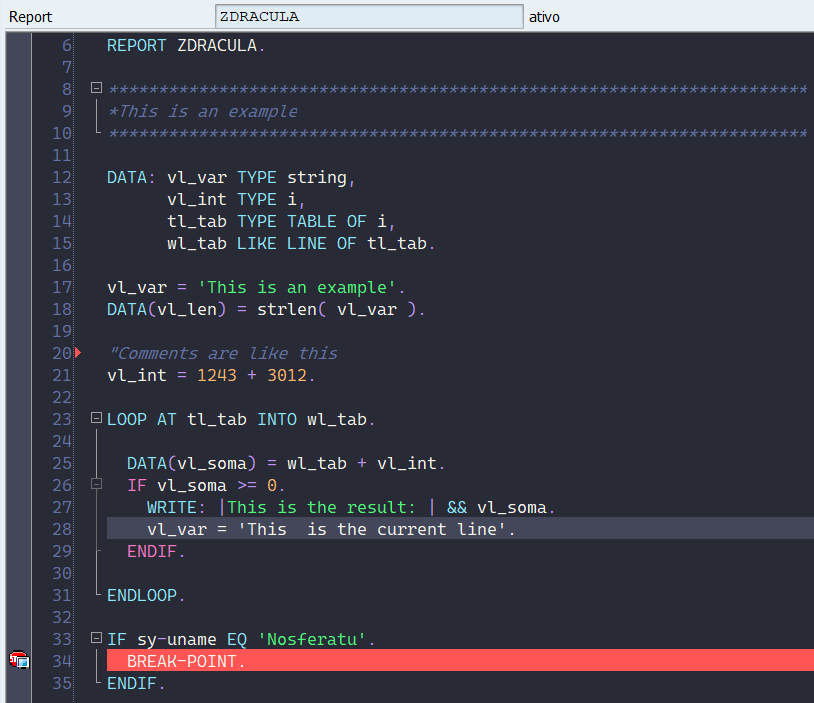 Report ZDRACULA ativo
6 REPORT ZDRACULA.
7
8 **********************************************************************
9 *This is an example
10 **********************************************************************
11
12 DATA: vl_var TYPE string,
13       vl_int TYPE i,
14       tl_tab TYPE TABLE OF i,
15       wl_tab LIKE LINE OF tl_tab.
16
17 vl_var = 'This is an example'.
18 DATA(vl_len) = strlen( vl_var ).
19
20 "Comments are like this
21 vl_int = 1243 + 3012.
22
23 LOOP AT tl_tab INTO wl_tab.
24
25   DATA(vl_soma) = wl_tab + vl_int.
26   IF vl_soma >= 0.
27     WRITE: |This is the result: | && vl_soma.
28     vl_var = 'This  is the current line'.
29   ENDIF.
30
31 ENDLOOP.
32
33 IF sy-uname EQ 'Nosferatu'.
34   BREAK-POINT.
35 ENDIF.